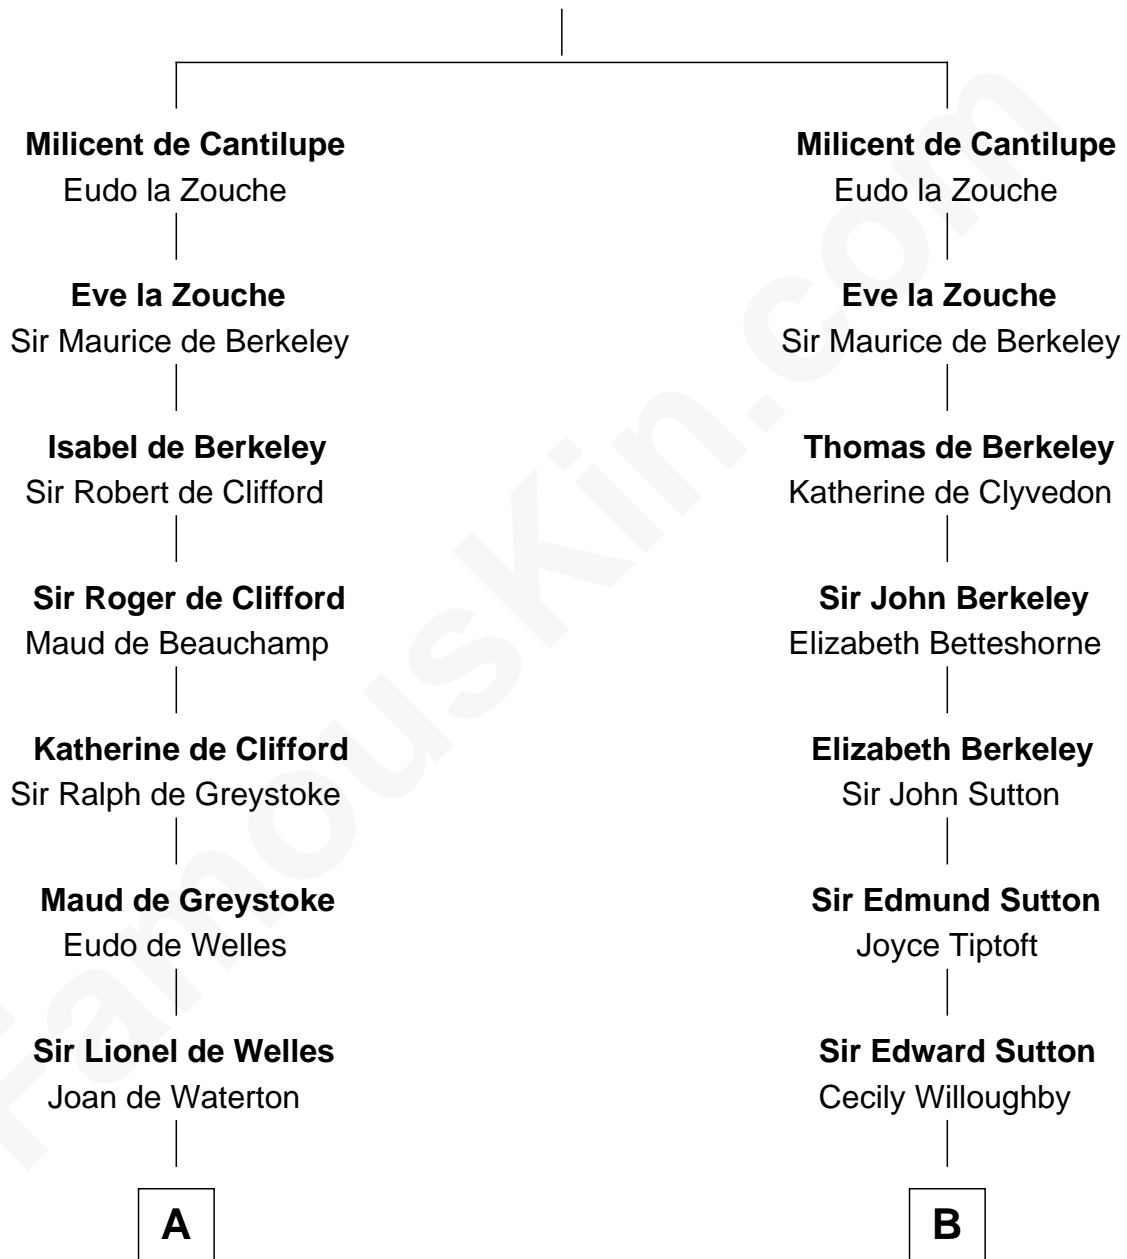 Milicent de Cantilupe
Eudo la Zouche
Eve la Zouche
Sir Maurice de Berkeley
Isabel de Berkeley
Sir Robert de Clifford
Sir Roger de Clifford
Maud de Beauchamp
Katherine de Clifford
Sir Ralph de Greystoke
Maud de Greystoke
Eudo de Welles
Sir Lionel de Welles
Joan de Waterton
A
Milicent de Cantilupe
Eudo la Zouche
Eve la Zouche
Sir Maurice de Berkeley
Thomas de Berkeley
Katherine de Clyvedon
Sir John Berkeley
Elizabeth Betteshorne
Elizabeth Berkeley
Sir John Sutton
Sir Edmund Sutton
Joyce Tiptoft
Sir Edward Sutton
Cecily Willoughby
B
FamousKin.com